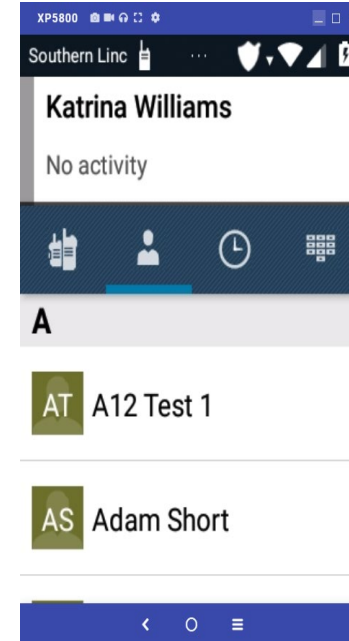 XP5800
Southern Linc
Katrina Williams
No activity
A
AT A12 Test 1
AS Adam Short